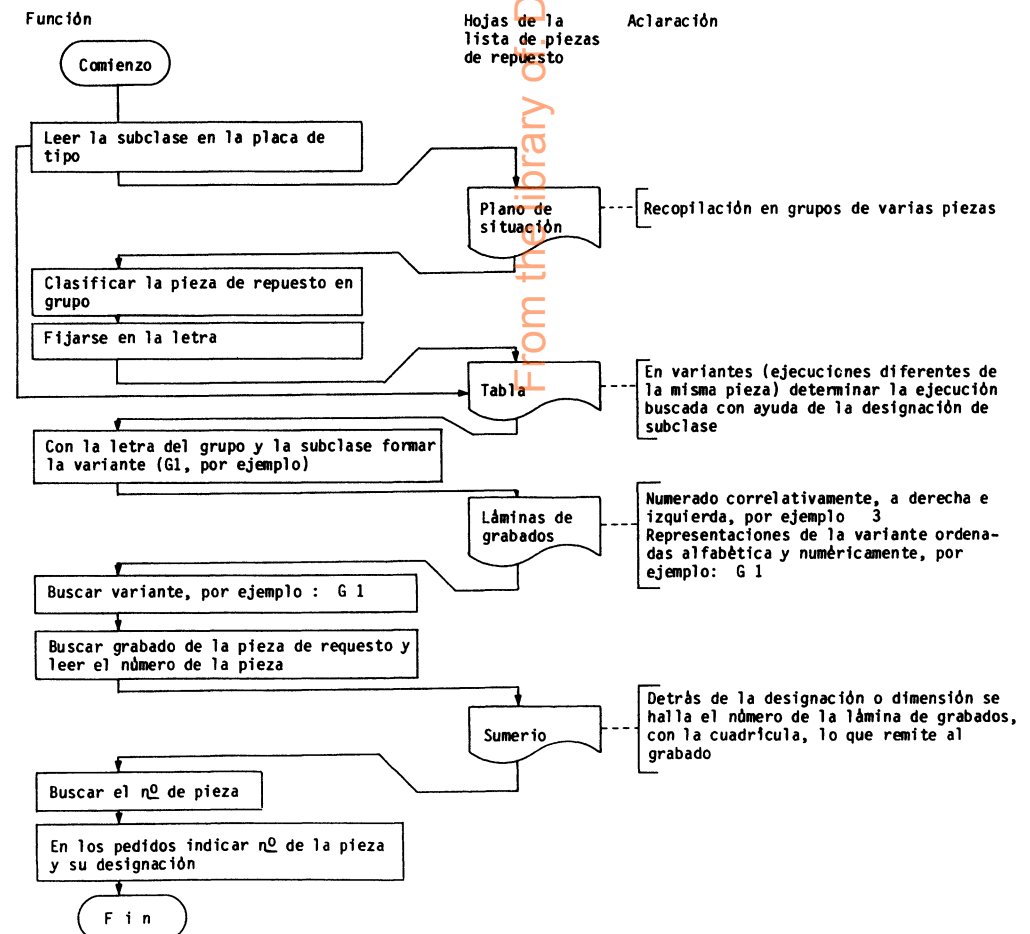 Función
Hojas de la
lista de piezas
de repuesto
Aclaración
Comienzo
Leer la subclase en la placa de
tipo
Plano de
situación
Recopilación en grupos de varias piezas
Clasificar la pieza de repuesto en
grupo
Fijarse en la letra
Tabla
En variantes (ejecuciones diferentes de
la misma pieza) determinar la ejecución
buscada con ayuda de la designación de
subclase
Con la letra del grupo y la subclase formar
la variante (G1, por ejemplo)
Láminas de
grabados
Numerado correlativamente, a derecha e
izquierda, por ejemplo 3
Representaciones de la variante ordena-
das alfabética y numéricamente, por
ejemplo: G 1
Buscar variante, por ejemplo : G 1
Buscar grabado de la pieza de requesto y
leer el número de la pieza
Sumerio
Detrás de la designación o dimensión se
halla el número de la lámina de grabados,
con la cuadrícula, lo que remite al
grabado
Buscar el nº de pieza
En los pedidos indicar nº de la pieza
y su designación
F i n
From the library of: D